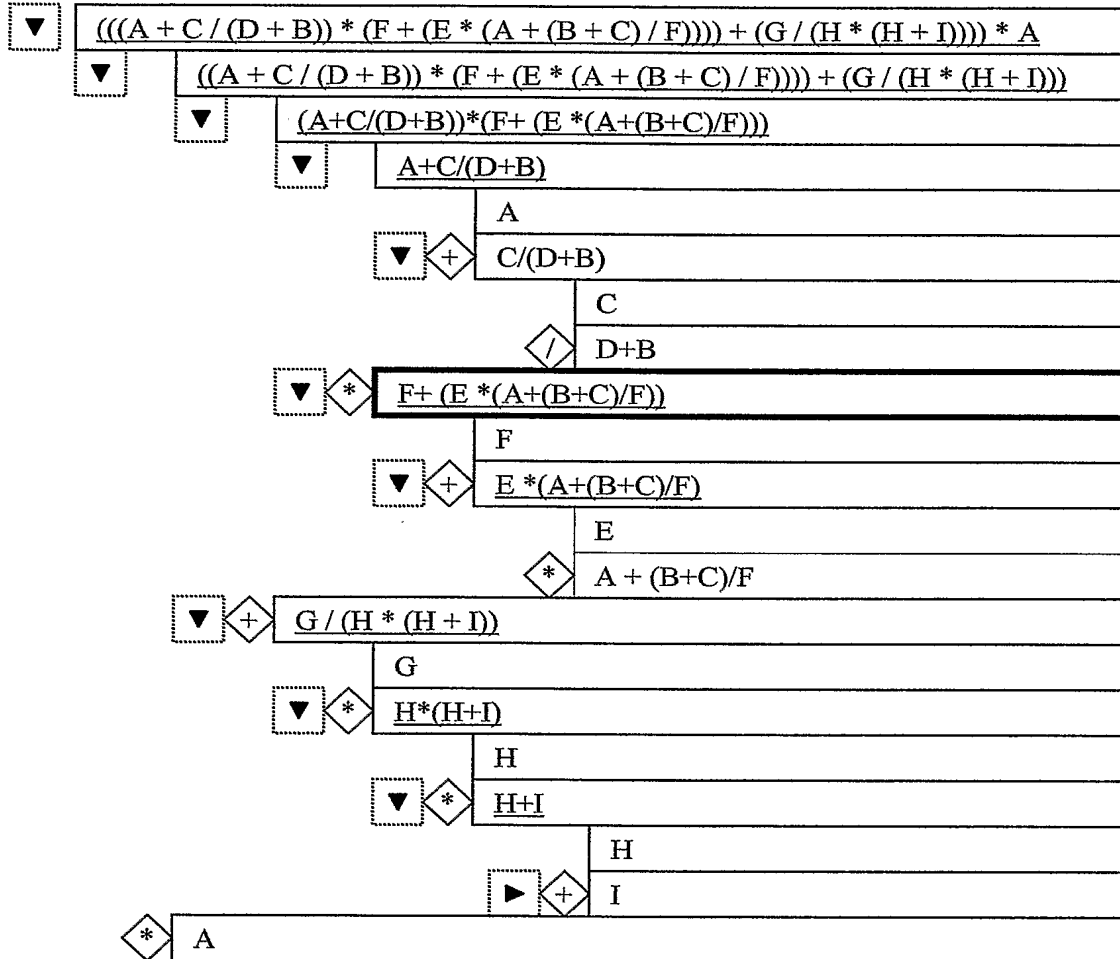 (((A + C / (D + B)) * (F + (E * (A + (B + C) / F)))) + (G / (H * (H + I)))) * A
((A + C / (D + B)) * (F + (E * (A + (B + C) / F)))) + (G / (H * (H + I)))
(A+C/(D+B))*(F+ (E *(A+(B+C)/F)))
A+C/(D+B)
A
+ C/(D+B)
C
/ D+B
* F+ (E *(A+(B+C)/F))
F
+ E *(A+(B+C)/F)
E
* A + (B+C)/F
+ G / (H * (H + I))
G
* H*(H+I)
H
* H+I
H
+ I
* A